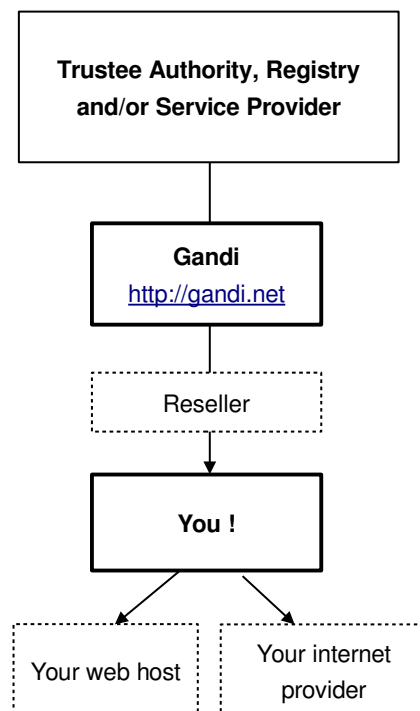 Trustee Authority, Registry
and/or Service Provider
Gandi
http://gandi.net
Reseller
You !
Your web host
Your internet
provider